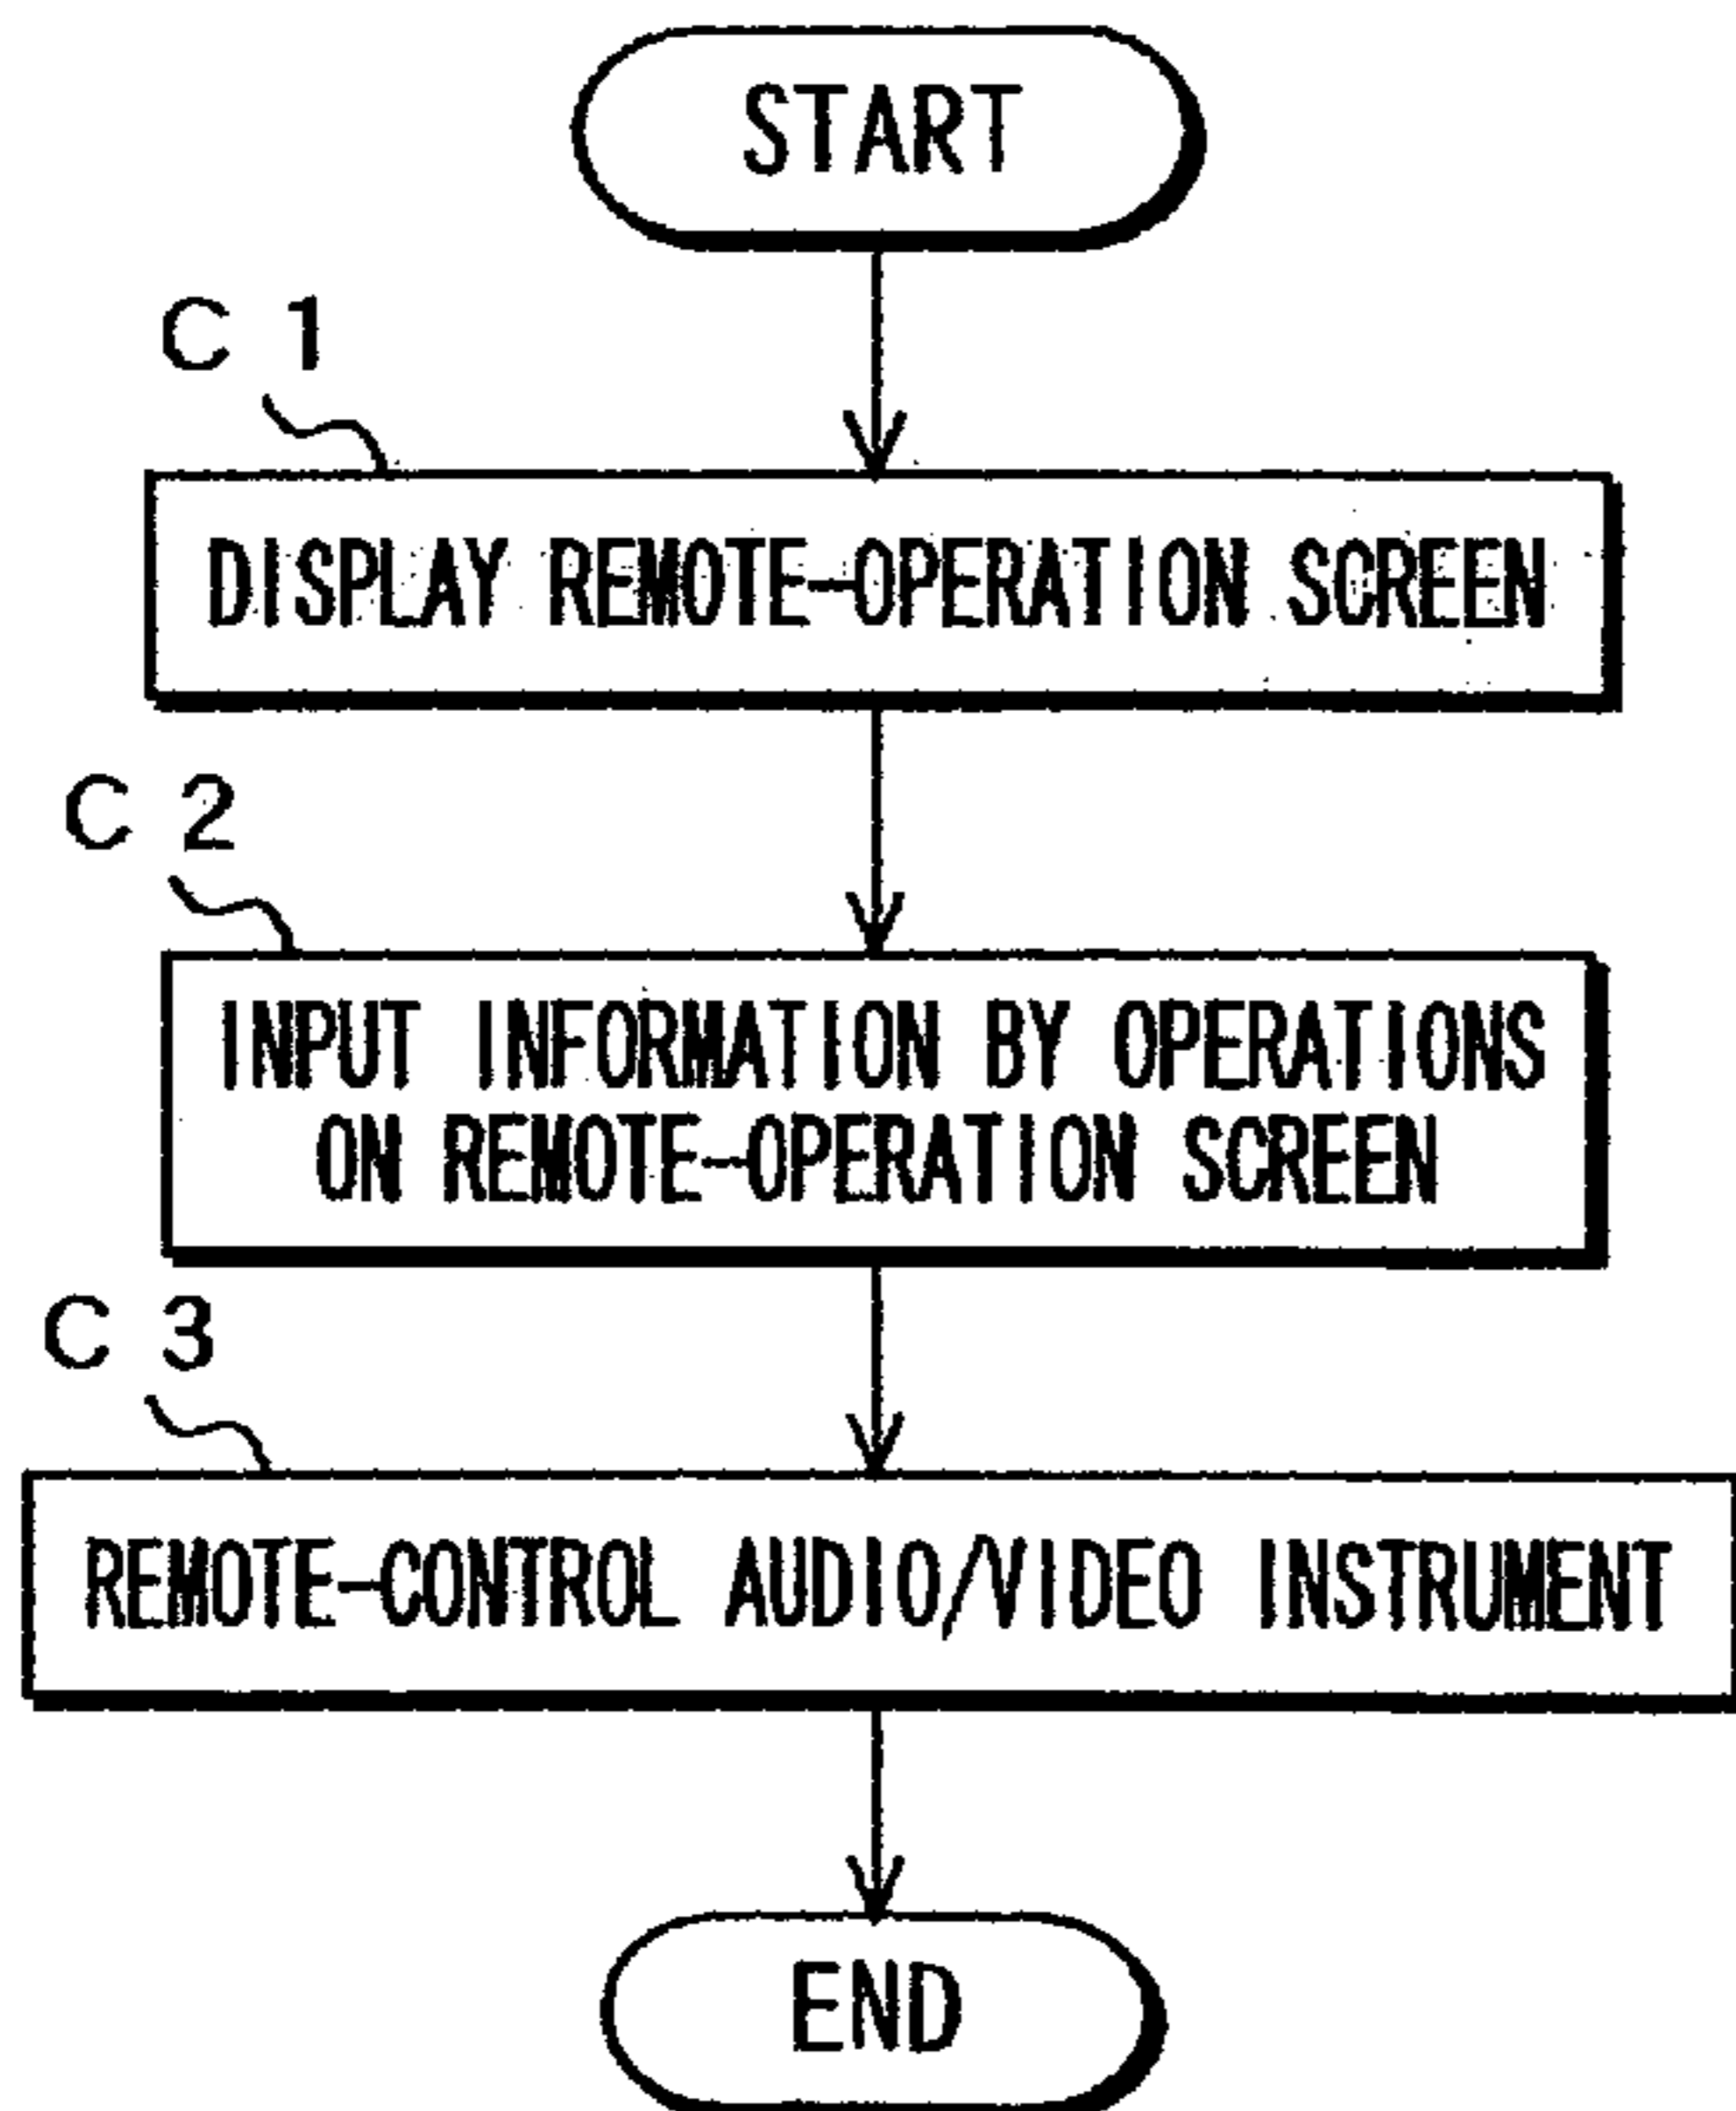 START
C 1
DISPLAY REMOTE-OPERATION SCREEN
C 2
INPUT INFORMATION BY OPERATIONS
ON REMOTE-OPERATION SCREEN
C 3
REMOTE-CONTROL AUDIO/VIDEO INSTRUMENT
END